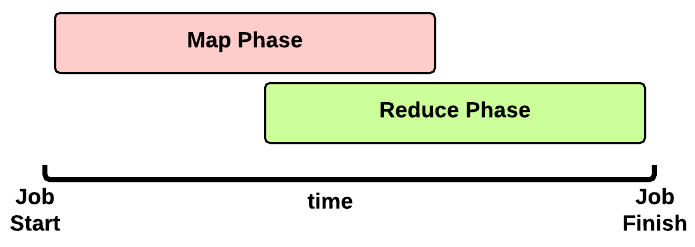 Map Phase
Reduce Phase
Job
Start
time
Job
Finish